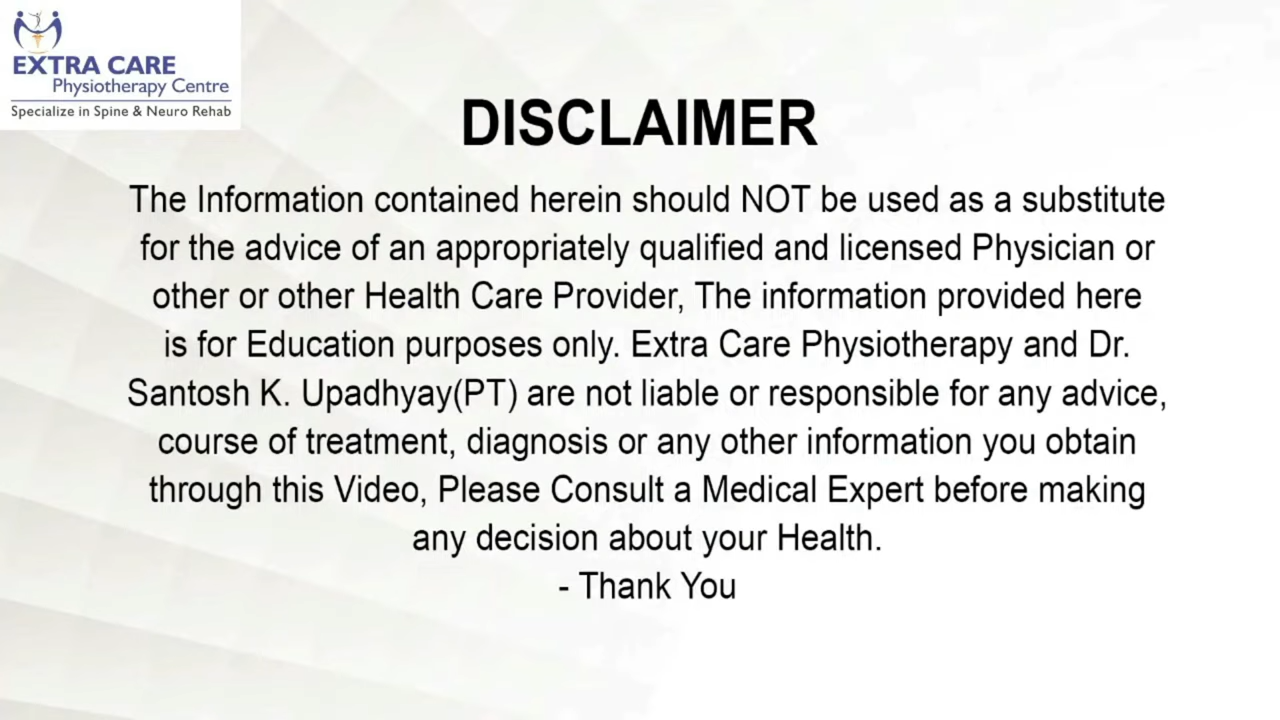 EXTRA CARE
Physiotherapy Centre
Specialize in Spine & Neuro Rehab
DISCLAIMER
The Information contained herein should NOT be used as a substitute
for the advice of an appropriately qualified and licensed Physician or
other or other Health Care Provider, The information provided here
is for Education purposes only. Extra Care Physiotherapy and Dr.
Santosh K. Upadhyay(PT) are not liable or responsible for any advice,
course of treatment, diagnosis or any other information you obtain
through this Video, Please Consult a Medical Expert before making
any decision about your Health.
- Thank You